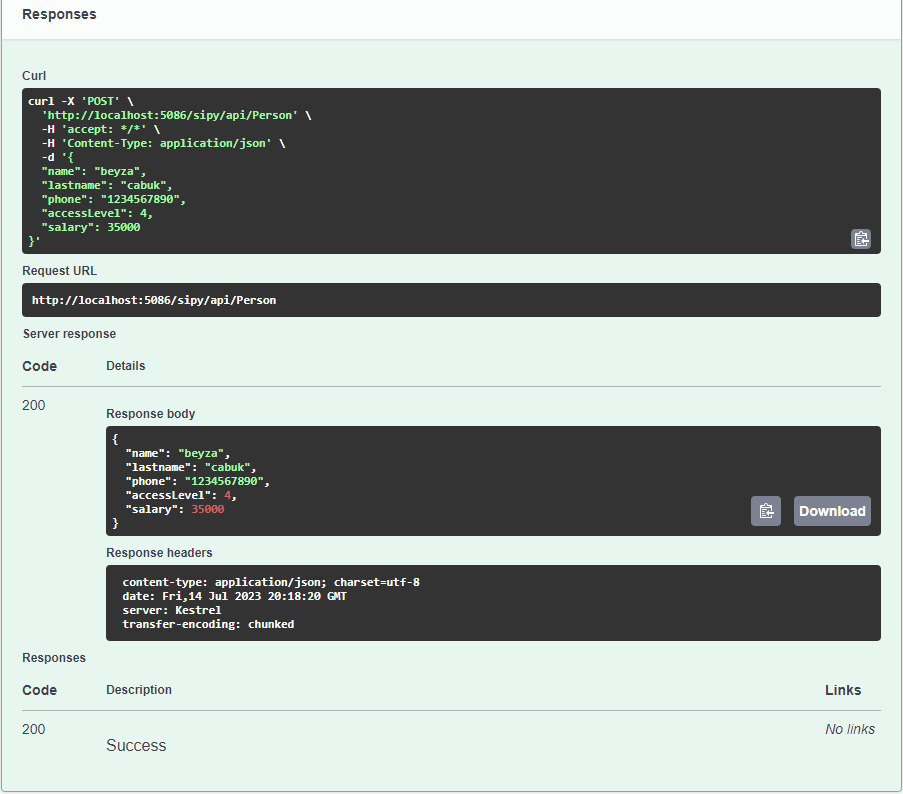 Responses
Curl
curl -X 'POST' \
  'http://localhost:5086/sipy/api/Person' \
  -H 'accept: */*' \
  -H 'Content-Type: application/json' \
  -d '{
  "name": "beyza",
  "lastname": "cabuk",
  "phone": "1234567890",
  "accessLevel": 4,
  "salary": 35000
}'
Request URL
http://localhost:5086/sipy/api/Person
Server response
Code Details
200
Response body
{
  "name": "beyza",
  "lastname": "cabuk",
  "phone": "1234567890",
  "accessLevel": 4,
  "salary": 35000
}
Download
Response headers
content-type: application/json; charset=utf-8
date: Fri,14 Jul 2023 20:18:20 GMT
server: Kestrel
transfer-encoding: chunked
Responses
Code Description Links
200 No links
Success